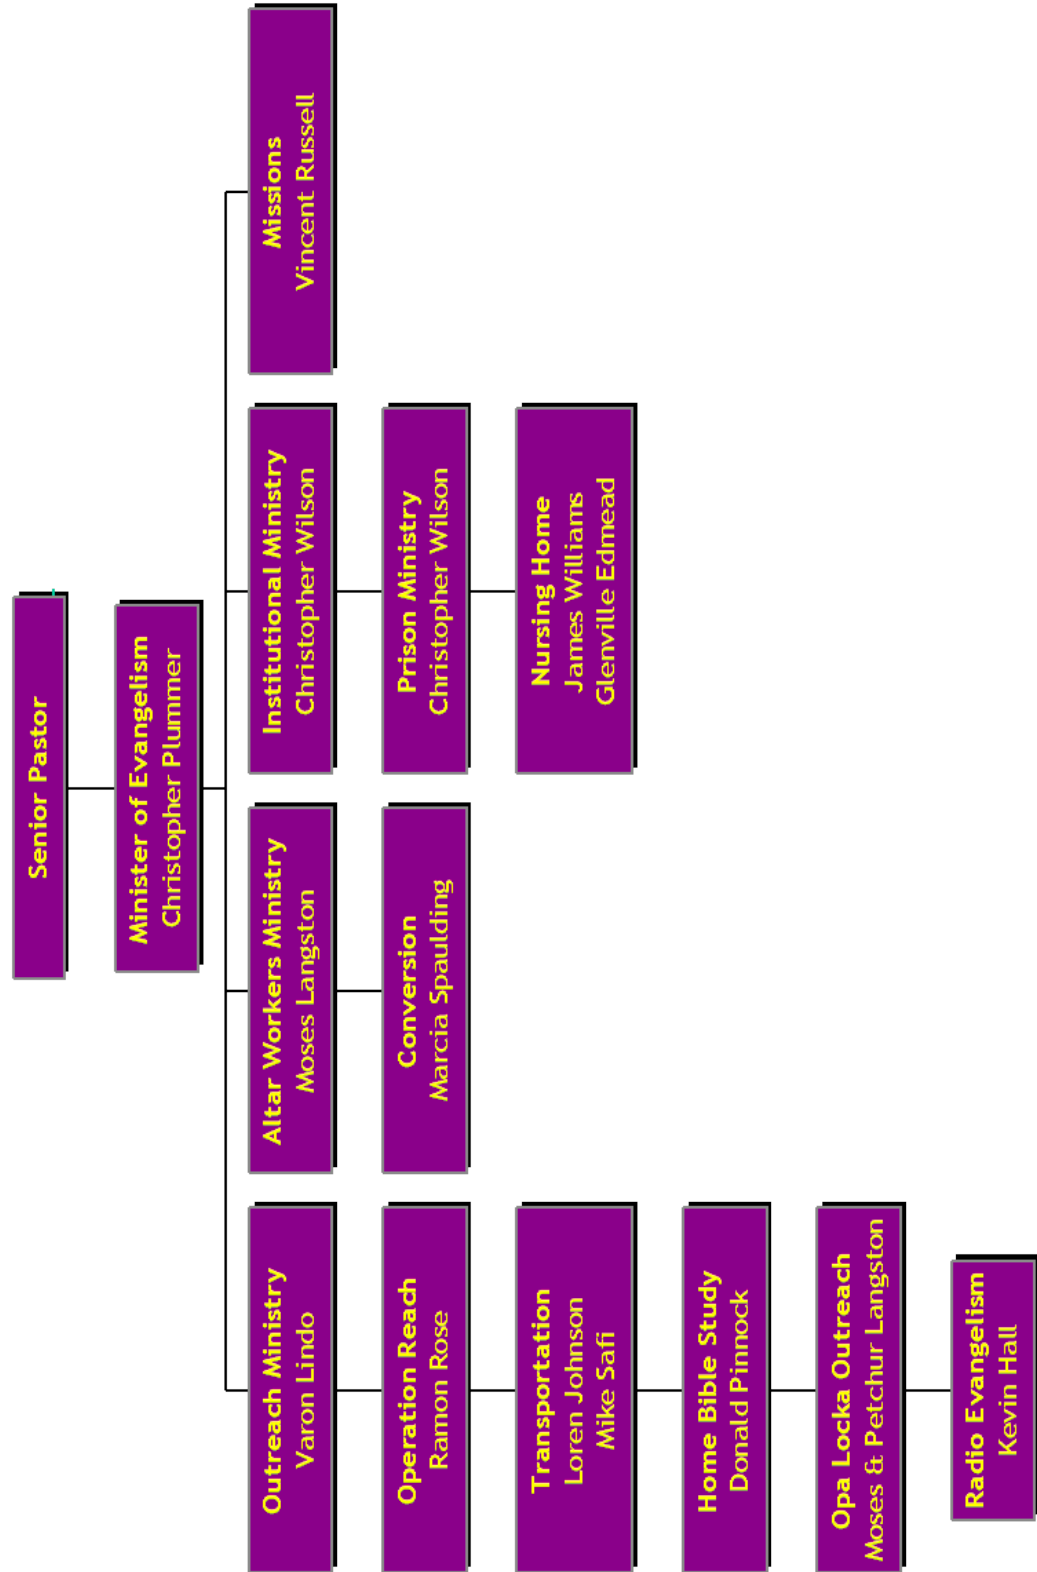 Senior Pastor
Minister of Evangelism
Christopher Plummer
Outreach Ministry
Varon Lindo
Operation Reach
Ramon Rose
Transportation
Loren Johnson
Mike Safi
Home Bible Study
Donald Pinnock
Opa Locka Outreach
Moses & Petchur Langston
Radio Evangelism
Kevin Hall
Altar Workers Ministry
Moses Langston
Conversion
Marcia Spaulding
Institutional Ministry
Christopher Wilson
Prison Ministry
Christopher Wilson
Nursing Home
James Williams
Glenville Edmead
Missions
Vincent Russell